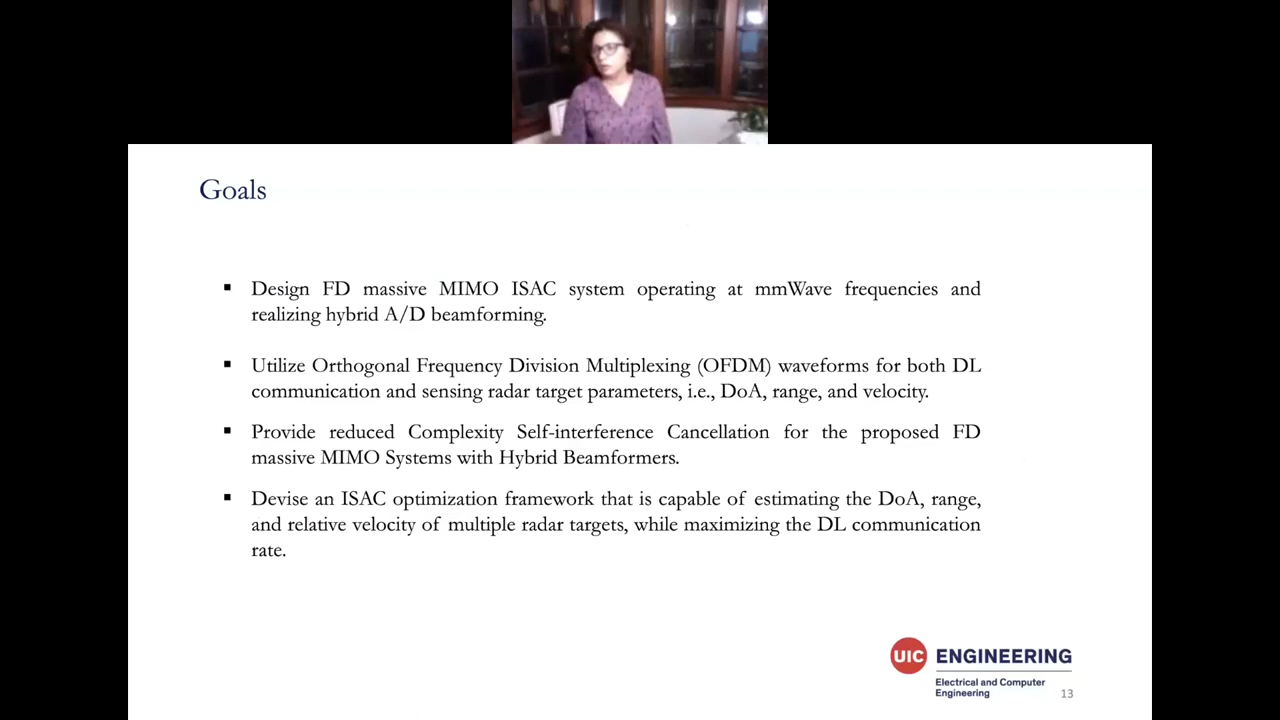 Goals
▪ Design FD massive MIMO ISAC system operating at mmWave frequencies and
realizing hybrid A/D beamforming.
▪ Utilize Orthogonal Frequency Division Multiplexing (OFDM) waveforms for both DL
communication and sensing radar target parameters, i.e., DoA, range, and velocity.
▪ Provide reduced Complexity Self-interference Cancellation for the proposed FD
massive MIMO Systems with Hybrid Beamformers.
▪ Devise an ISAC optimization framework that is capable of estimating the DoA, range,
and relative velocity of multiple radar targets, while maximizing the DL communication
rate.
UIC ENGINEERING
Electrical and Computer
Engineering
13